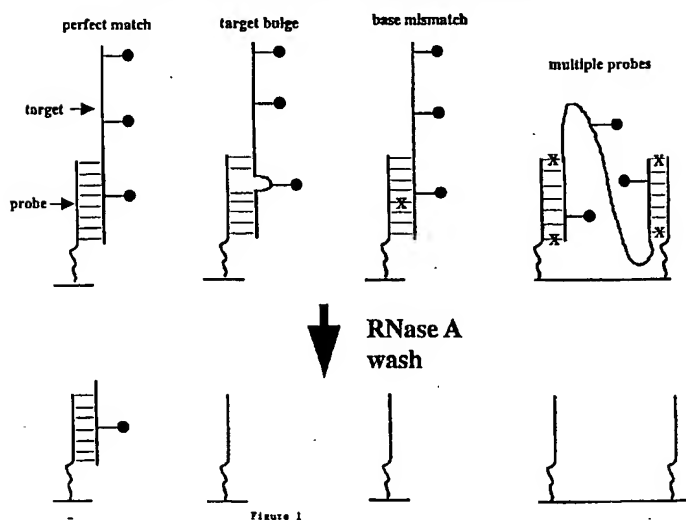 perfect match
target bulge
base mismatch
multiple probes
target
probe
X
X
X
X
X
RNase A
wash
Figure 1